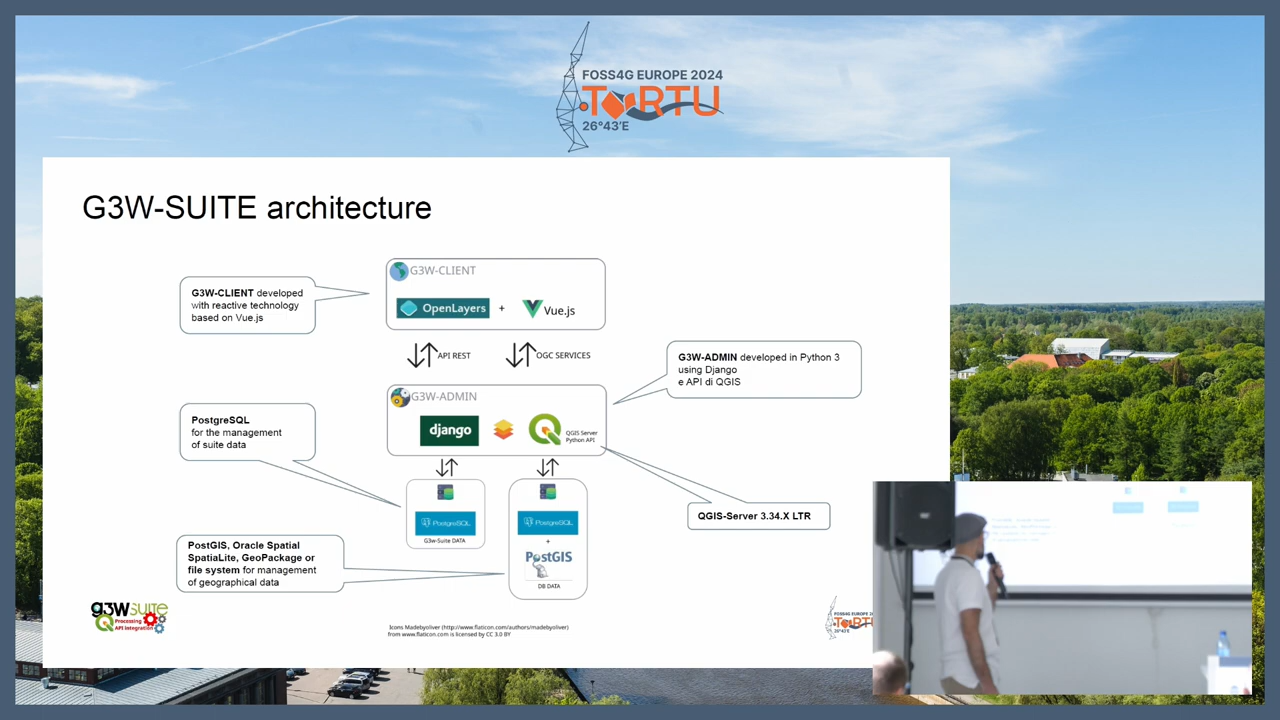 FOSS4G EUROPE 2024
TORTU
26°43'E
G3W-SUITE architecture
G3W-CLIENT
OpenLayers + Vue.js
G3W-CLIENT developed
with reactive technology
based on Vue.js
API REST
OGC SERVICES
G3W-ADMIN developed in Python 3
using Django
e API di QGIS
G3W-ADMIN
django
QGIS Server
Python API
PostgreSQL
for the management
of suite data
PostgreSQL
G3w-Suite DATA
PostgreSQL
+
PostGIS
DB DATA
QGIS-Server 3.34.X LTR
PostGIS, Oracle Spatial
SpatiaLite, GeoPackage or
file system for management
of geographical data
g3wsuite
Processing
API Integration
Icons Madebyoliver (http://www.flaticon.com/authors/madebyoliver)
from www.flaticon.com is licensed by CC 3.0 BY